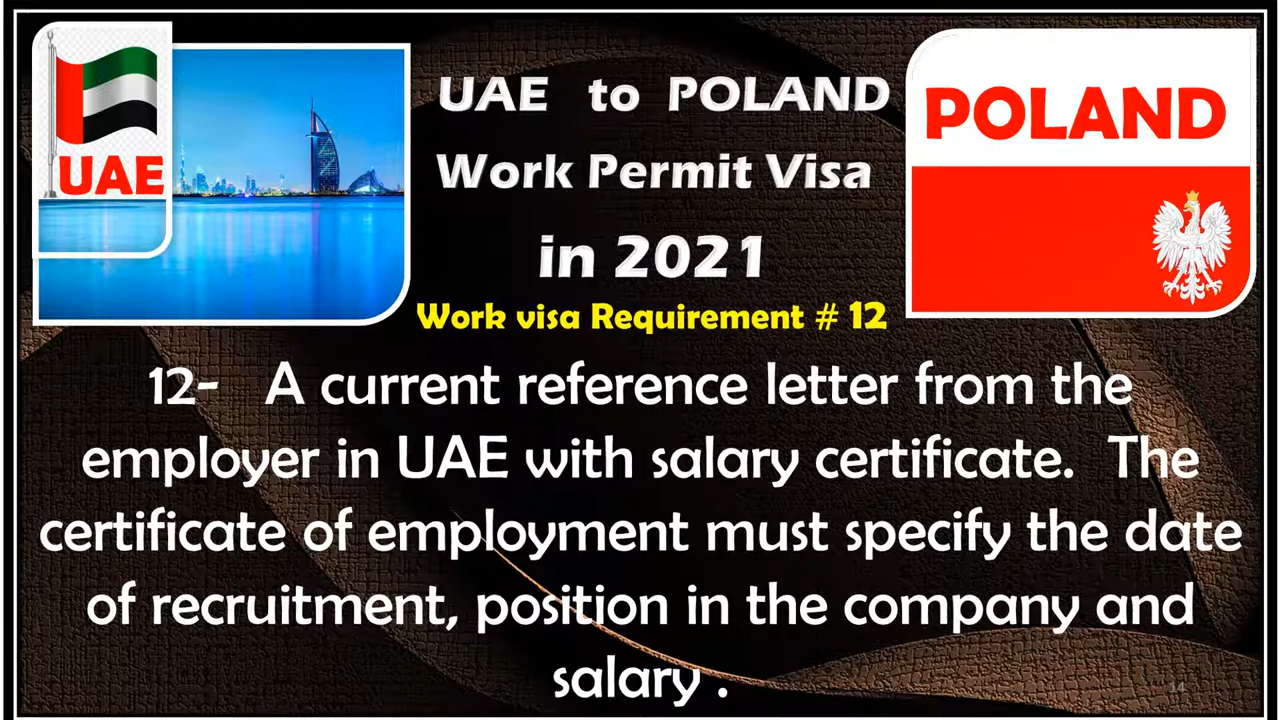 UAE
UAE to POLAND
Work Permit Visa
in 2021
Work visa Requirement # 12
POLAND
12- A current reference letter from the
employer in UAE with salary certificate. The
certificate of employment must specify the date
of recruitment, position in the company and
salary .
14